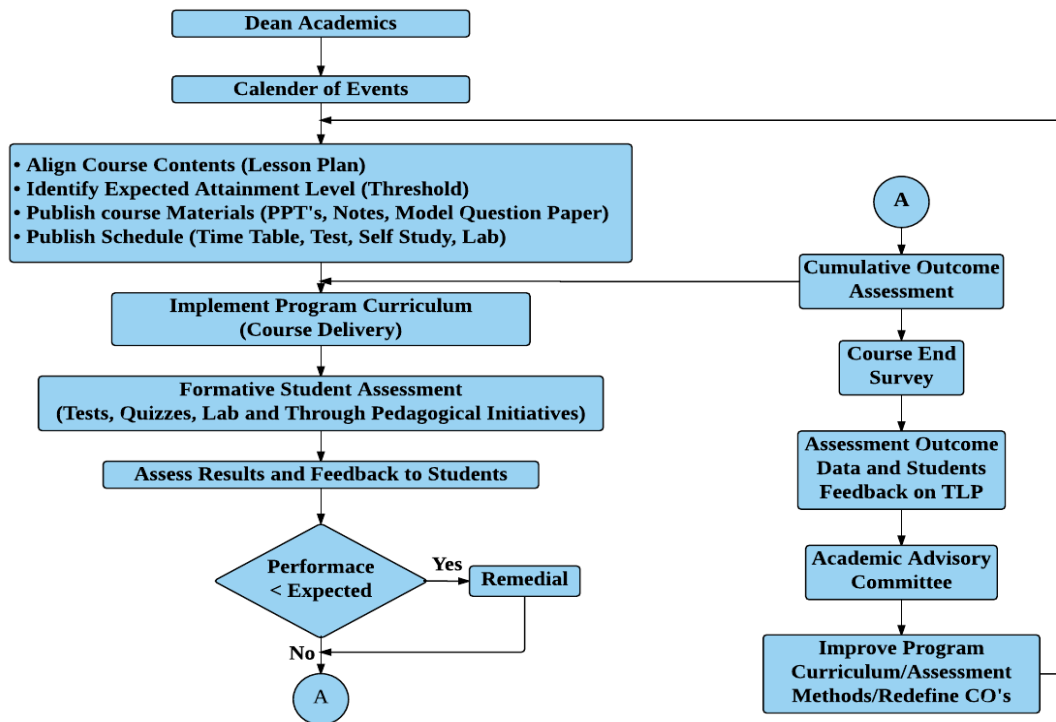 Dean Academics
Calender of Events
• Align Course Contents (Lesson Plan)
• Identify Expected Attainment Level (Threshold)
• Publish course Materials (PPT's, Notes, Model Question Paper)
• Publish Schedule (Time Table, Test, Self Study, Lab)
Implement Program Curriculum
(Course Delivery)
Formative Student Assessment
(Tests, Quizzes, Lab and Through Pedagogical Initiatives)
Assess Results and Feedback to Students
Performace
< Expected
Yes
Remedial
No
A
A
Cumulative Outcome
Assessment
Course End
Survey
Assessment Outcome
Data and Students
Feedback on TLP
Academic Advisory
Committee
Improve Program
Curriculum/Assessment
Methods/Redefine CO's